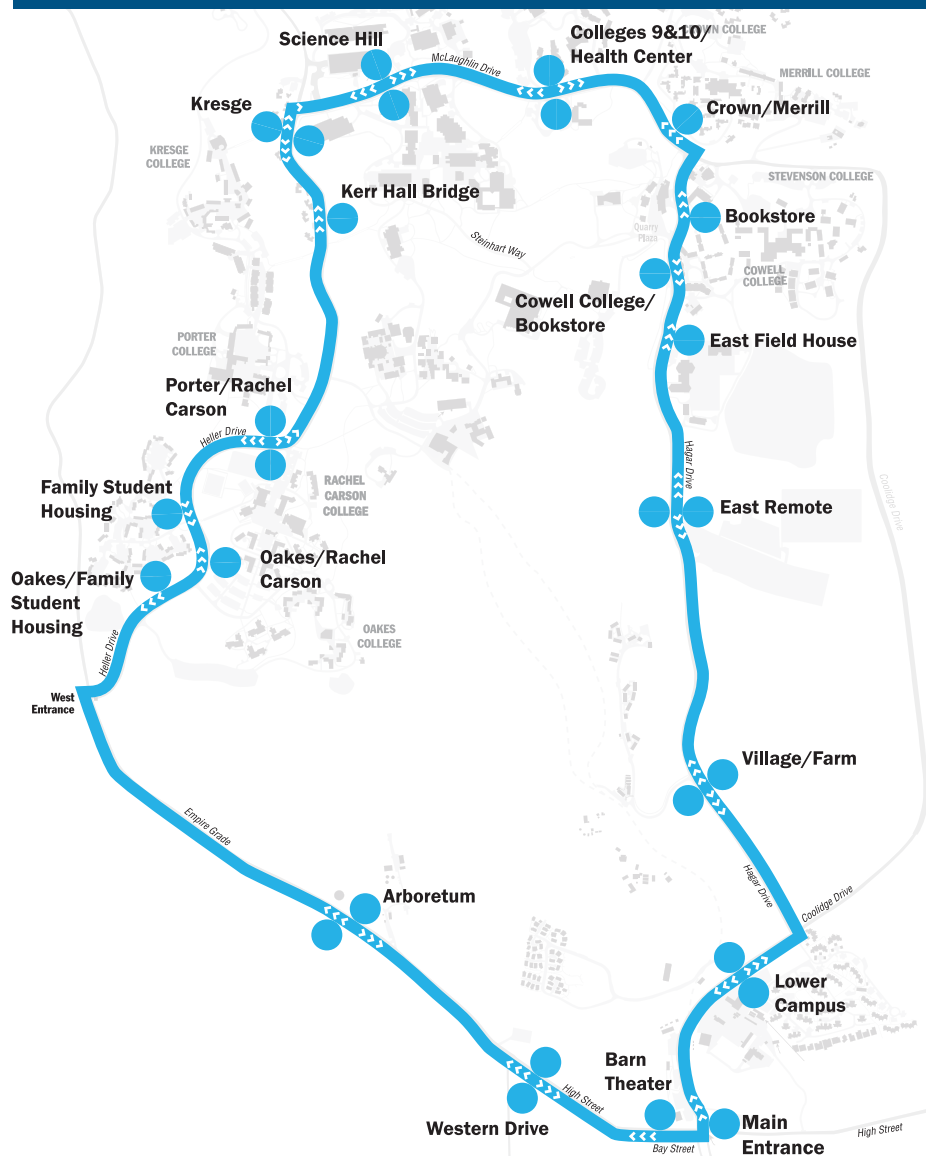 CROWN COLLEGE
Colleges 9&10/
Health Center
Science Hill
McLaughlin Drive
MERRILL COLLEGE
Kresge
Crown/Merrill
KRESGE
COLLEGE
STEVENSON COLLEGE
Kerr Hall Bridge
Bookstore
Quarry
Plaza
Steinhart Way
COWELL
COLLEGE
Cowell College/
Bookstore
East Field House
PORTER
COLLEGE
Porter/Rachel
Carson
Heller Drive
Hagar Drive
RACHEL
CARSON
COLLEGE
Coolidge Drive
Family Student
Housing
East Remote
Oakes/Rachel
Carson
Oakes/Family
Student
Housing
OAKES
COLLEGE
Heller Drive
West
Entrance
Village/Farm
Empire Grade
Hagar Drive
Arboretum
Coolidge Drive
Lower
Campus
Barn
Theater
High Street
Western Drive
Main
Entrance
High Street
Bay Street